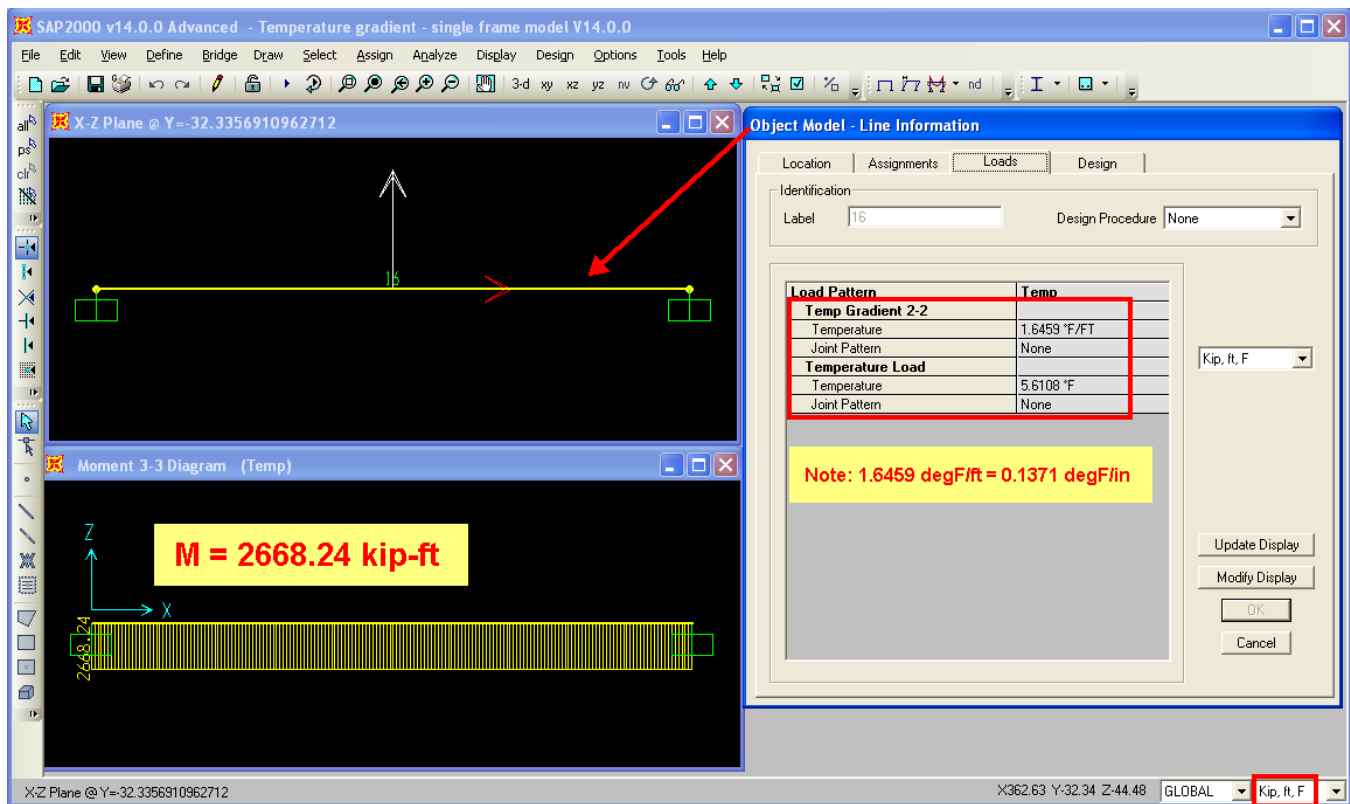 SAP2000 v14.0.0 Advanced - Temperature gradient - single frame model V14.0.0
File Edit View Define Bridge Draw Select Assign Analyze Display Design Options Tools Help
3-d xy xz yz nv nd
all
ps
clr
X-Z Plane @ Y=-32.3356910962712
16
Moment 3-3 Diagram (Temp)
M = 2668.24 kip-ft
Z
X
2668.24
Object Model - Line Information
Location Assignments Loads Design
Identification
Label 16 Design Procedure None
Load Pattern Temp
Temp Gradient 2-2
Temperature 1.6459 °F/FT
Joint Pattern None
Temperature Load
Temperature 5.6108 °F
Joint Pattern None
Kip, ft, F
Note: 1.6459 degF/ft = 0.1371 degF/in
Update Display
Modify Display
OK
Cancel
X-Z Plane @ Y=-32.3356910962712 X362.63 Y-32.34 Z-44.48 GLOBAL Kip, ft, F